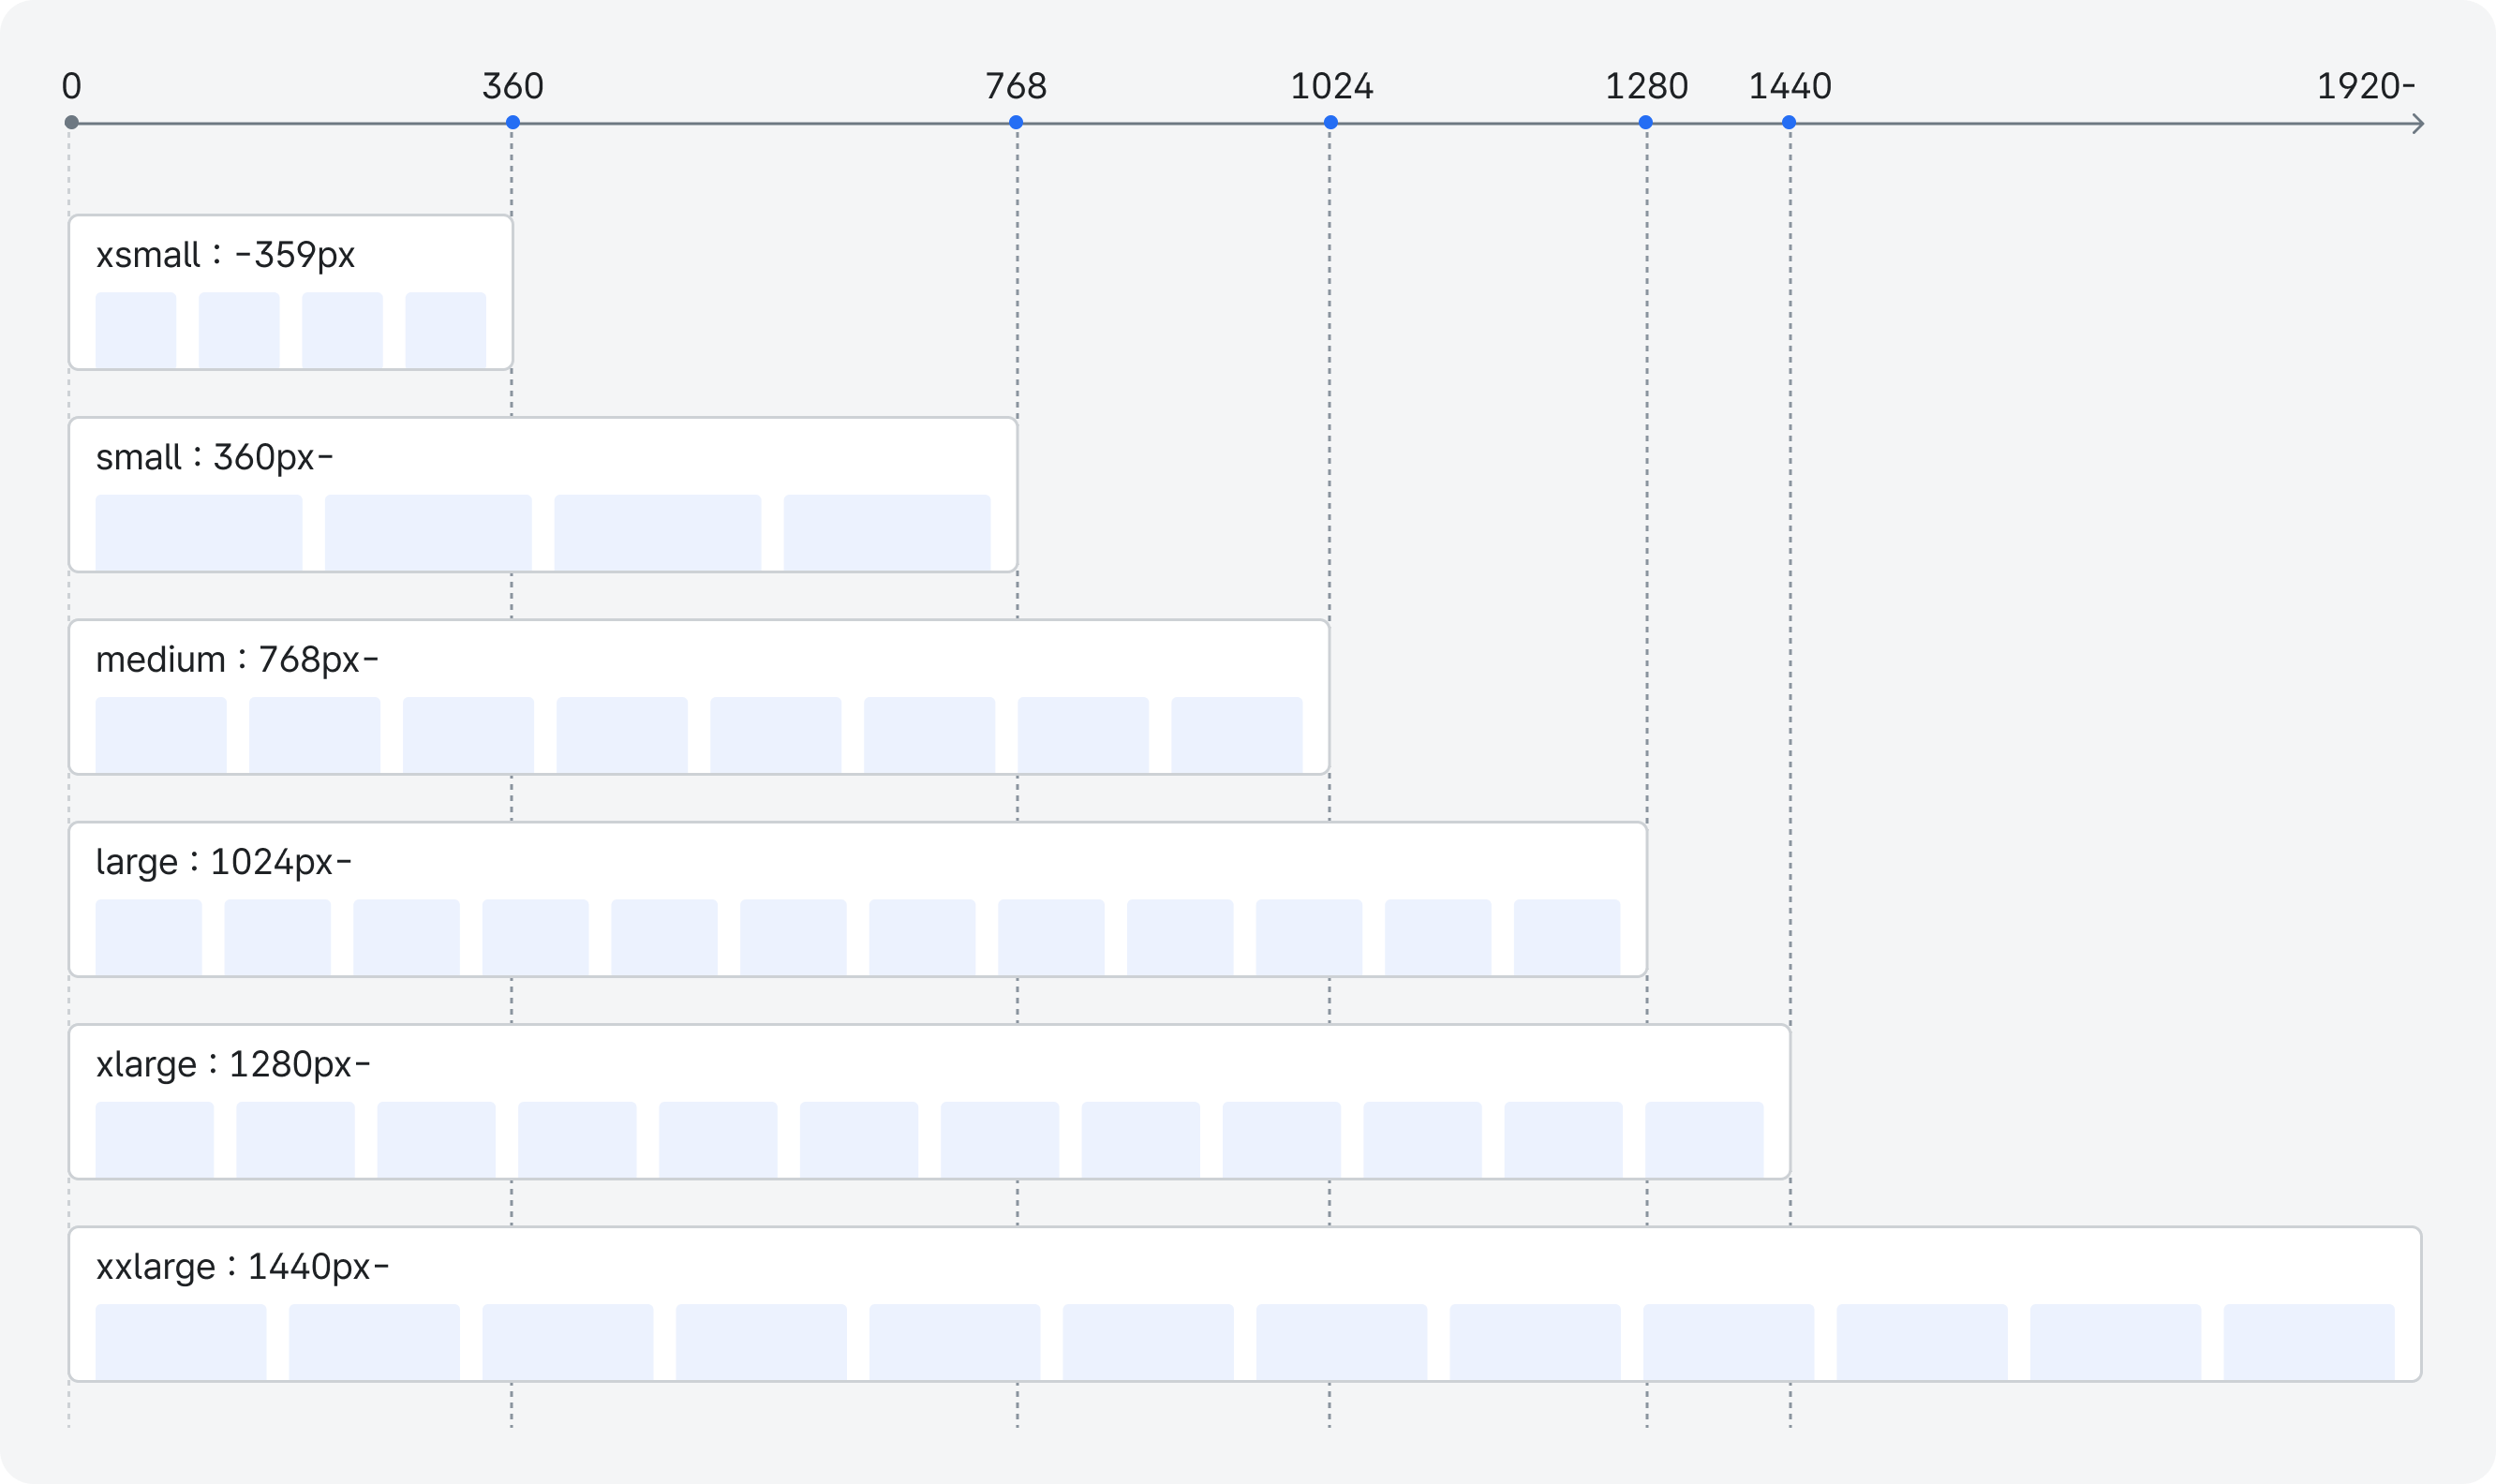 0 360 768 1024 1280 1440 1920-
xsmall : -359px
small : 360px-
medium : 768px-
large : 1024px-
xlarge : 1280px-
xxlarge : 1440px-